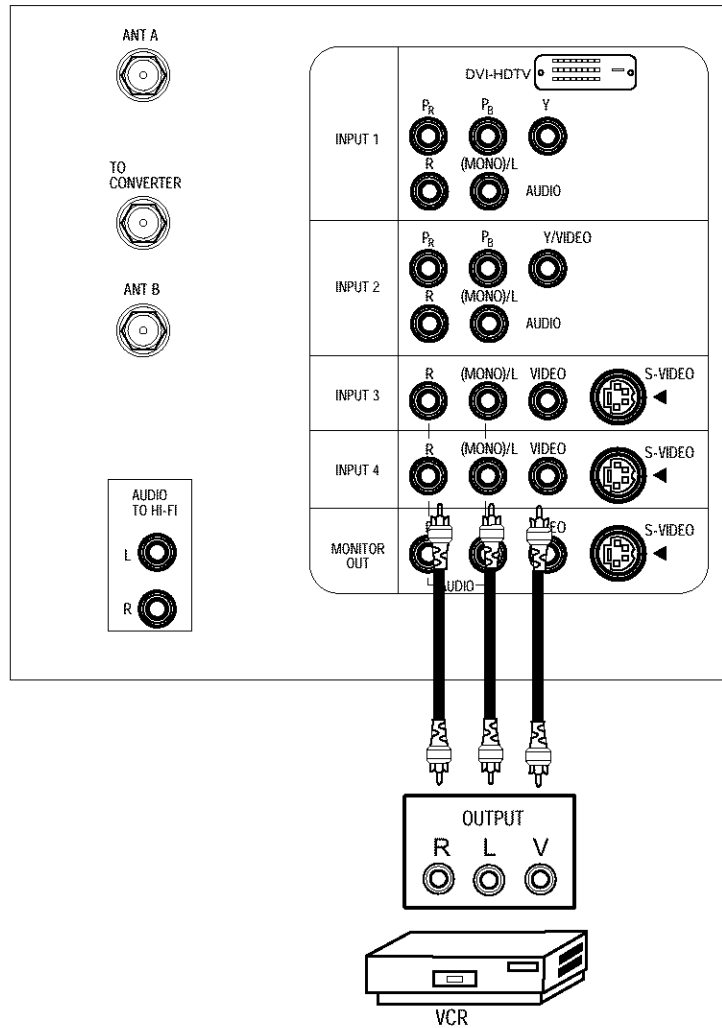 ANT A
TO
CONVERTER
ANT B
AUDIO
TO HI-FI
L
R
DVI-HDTV
INPUT 1
PR PB Y
R (MONO)/L AUDIO
INPUT 2
PR PB Y/VIDEO
R (MONO)/L AUDIO
INPUT 3
R (MONO)/L VIDEO S-VIDEO
INPUT 4
R (MONO)/L VIDEO S-VIDEO
MONITOR
OUT
S-VIDEO
AUDIO
OUTPUT
R L V
VCR